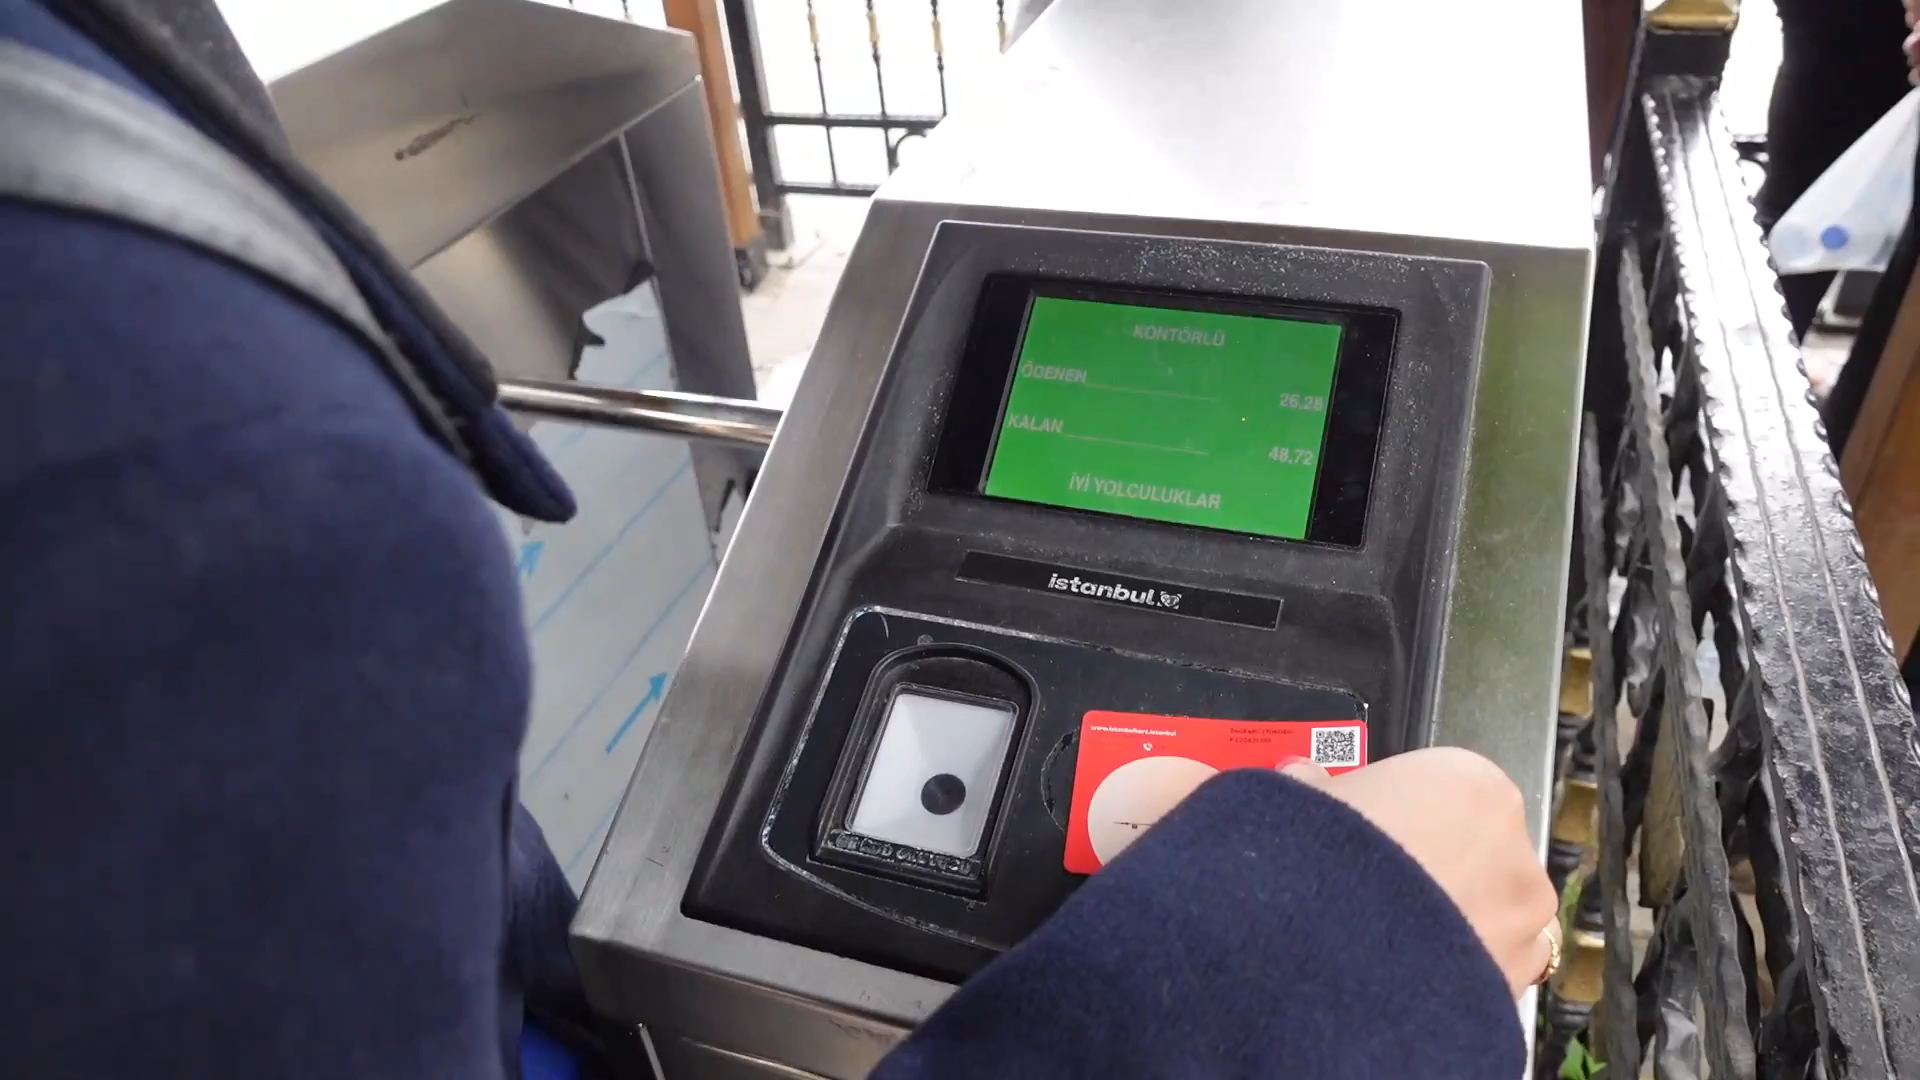 KONTÖRLÜ
ÖDENEN 26,28
KALAN 48,72
İYİ YOLCULUKLAR
istanbul
www.istanbulkart.istanbul